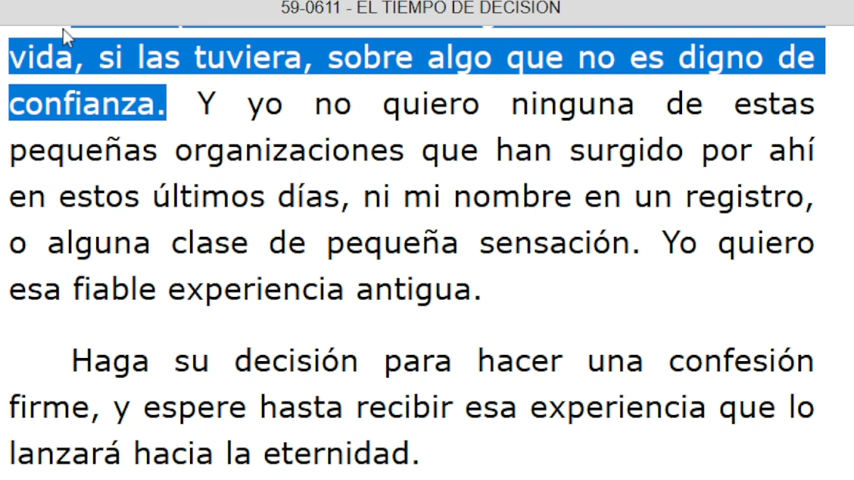 59-0611 - EL TIEMPO DE DECISIÓN
vida, si las tuviera, sobre algo que no es digno de
confianza. Y yo no quiero ninguna de estas
pequeñas organizaciones que han surgido por ahí
en estos últimos días, ni mi nombre en un registro,
o alguna clase de pequeña sensación. Yo quiero
esa fiable experiencia antigua.
Haga su decisión para hacer una confesión
firme, y espere hasta recibir esa experiencia que lo
lanzará hacia la eternidad.